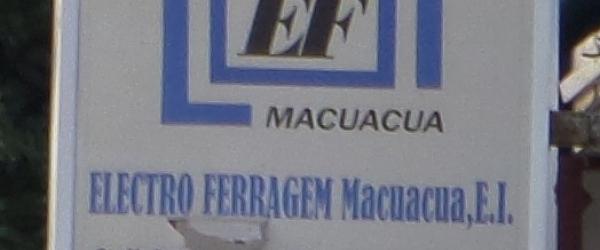 EF
MACUACUA
ELECTRO FERRAGEM Macuacua,E.I.